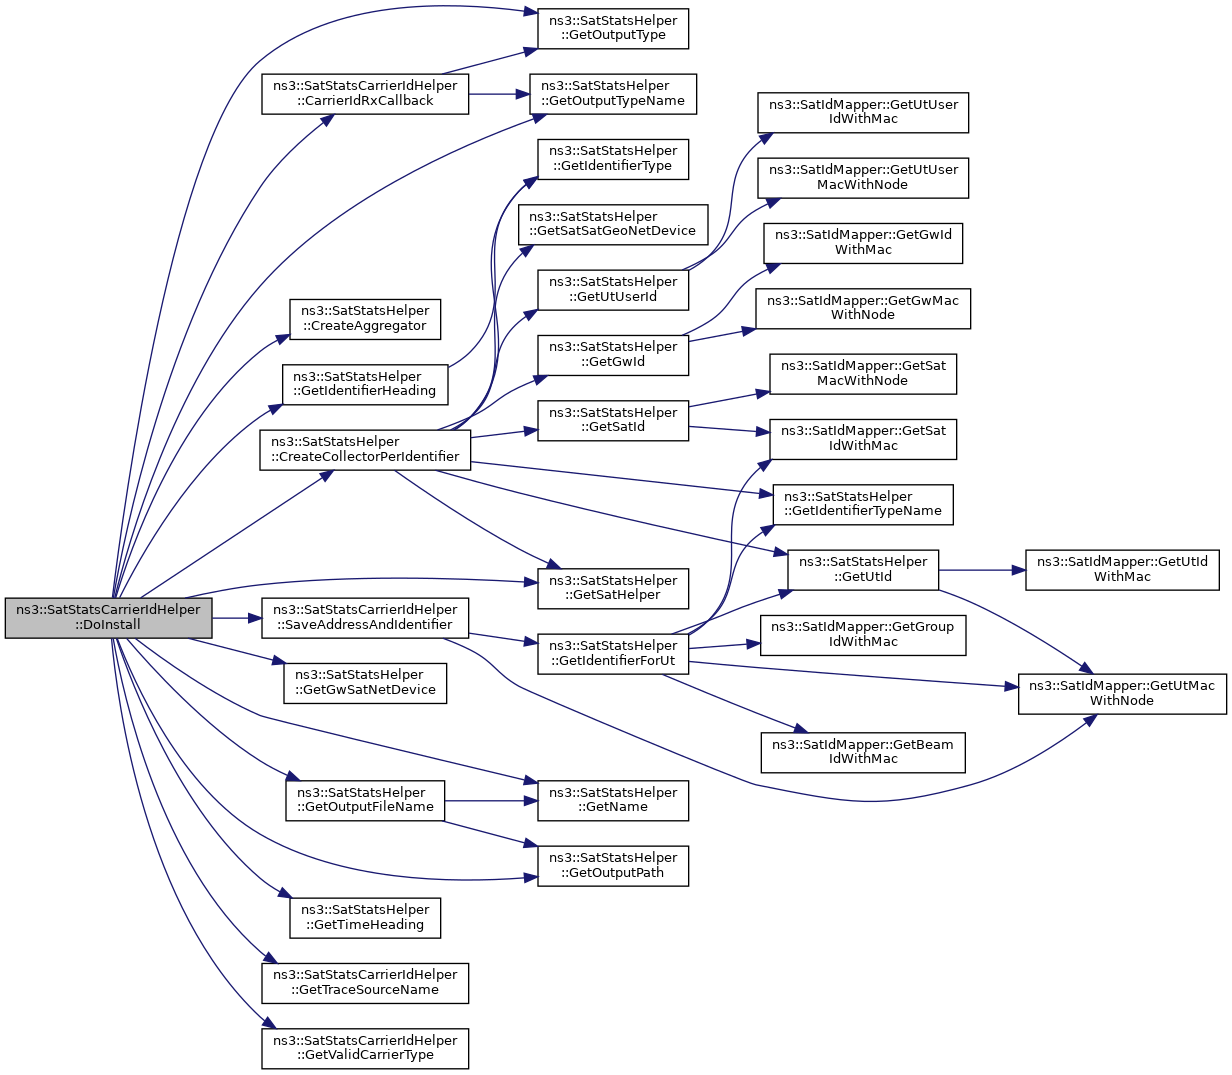 ns3::SatStatsCarrierIdHelper
::DoInstall
ns3::SatStatsHelper
::GetOutputType
ns3::SatStatsCarrierIdHelper
::CarrierIdRxCallback
ns3::SatStatsHelper
::GetOutputTypeName
ns3::SatStatsHelper
::GetIdentifierType
ns3::SatStatsHelper
::GetSatSatGeoNetDevice
ns3::SatStatsHelper
::GetUtUserId
ns3::SatStatsHelper
::GetGwId
ns3::SatStatsHelper
::GetSatId
ns3::SatStatsHelper
::CreateAggregator
ns3::SatStatsHelper
::GetIdentifierHeading
ns3::SatStatsHelper
::CreateCollectorPerIdentifier
ns3::SatIdMapper::GetUtUser
IdWithMac
ns3::SatIdMapper::GetUtUser
MacWithNode
ns3::SatIdMapper::GetGwId
WithMac
ns3::SatIdMapper::GetGwMac
WithNode
ns3::SatIdMapper::GetSat
MacWithNode
ns3::SatIdMapper::GetSat
IdWithMac
ns3::SatStatsHelper
::GetIdentifierTypeName
ns3::SatStatsHelper
::GetUtId
ns3::SatIdMapper::GetUtId
WithMac
ns3::SatStatsHelper
::GetSatHelper
ns3::SatStatsCarrierIdHelper
::SaveAddressAndIdentifier
ns3::SatStatsHelper
::GetIdentifierForUt
ns3::SatIdMapper::GetGroup
IdWithMac
ns3::SatIdMapper::GetUtMac
WithNode
ns3::SatIdMapper::GetBeam
IdWithMac
ns3::SatStatsHelper
::GetGwSatNetDevice
ns3::SatStatsHelper
::GetOutputFileName
ns3::SatStatsHelper
::GetName
ns3::SatStatsHelper
::GetOutputPath
ns3::SatStatsHelper
::GetTimeHeading
ns3::SatStatsCarrierIdHelper
::GetTraceSourceName
ns3::SatStatsCarrierIdHelper
::GetValidCarrierType